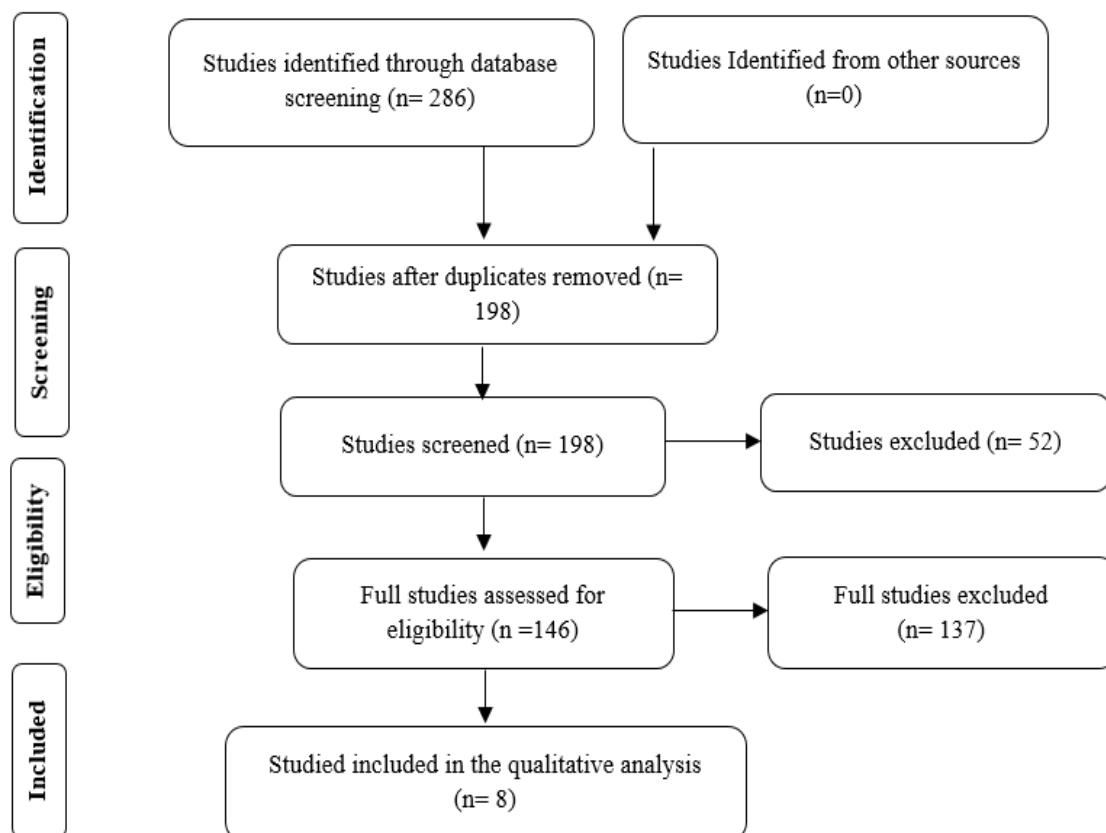 Identification
Studies identified through database
screening (n= 286)
Studies Identified from other sources
(n=0)
Screening
Studies after duplicates removed (n=
198)
Studies screened (n= 198)
Studies excluded (n= 52)
Eligibility
Full studies assessed for
eligibility (n =146)
Full studies excluded
(n= 137)
Included
Studied included in the qualitative analysis
(n= 8)